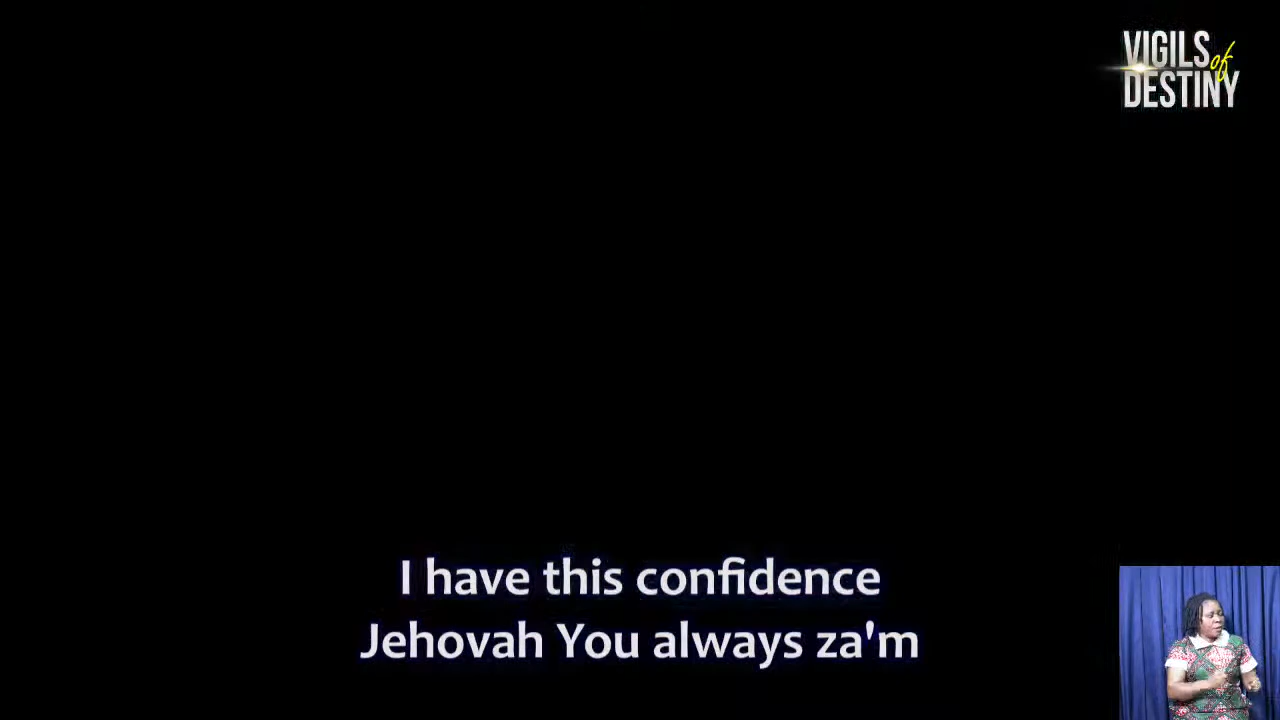 VIGILS of
DESTINY
I have this confidence
Jehovah You always za'm